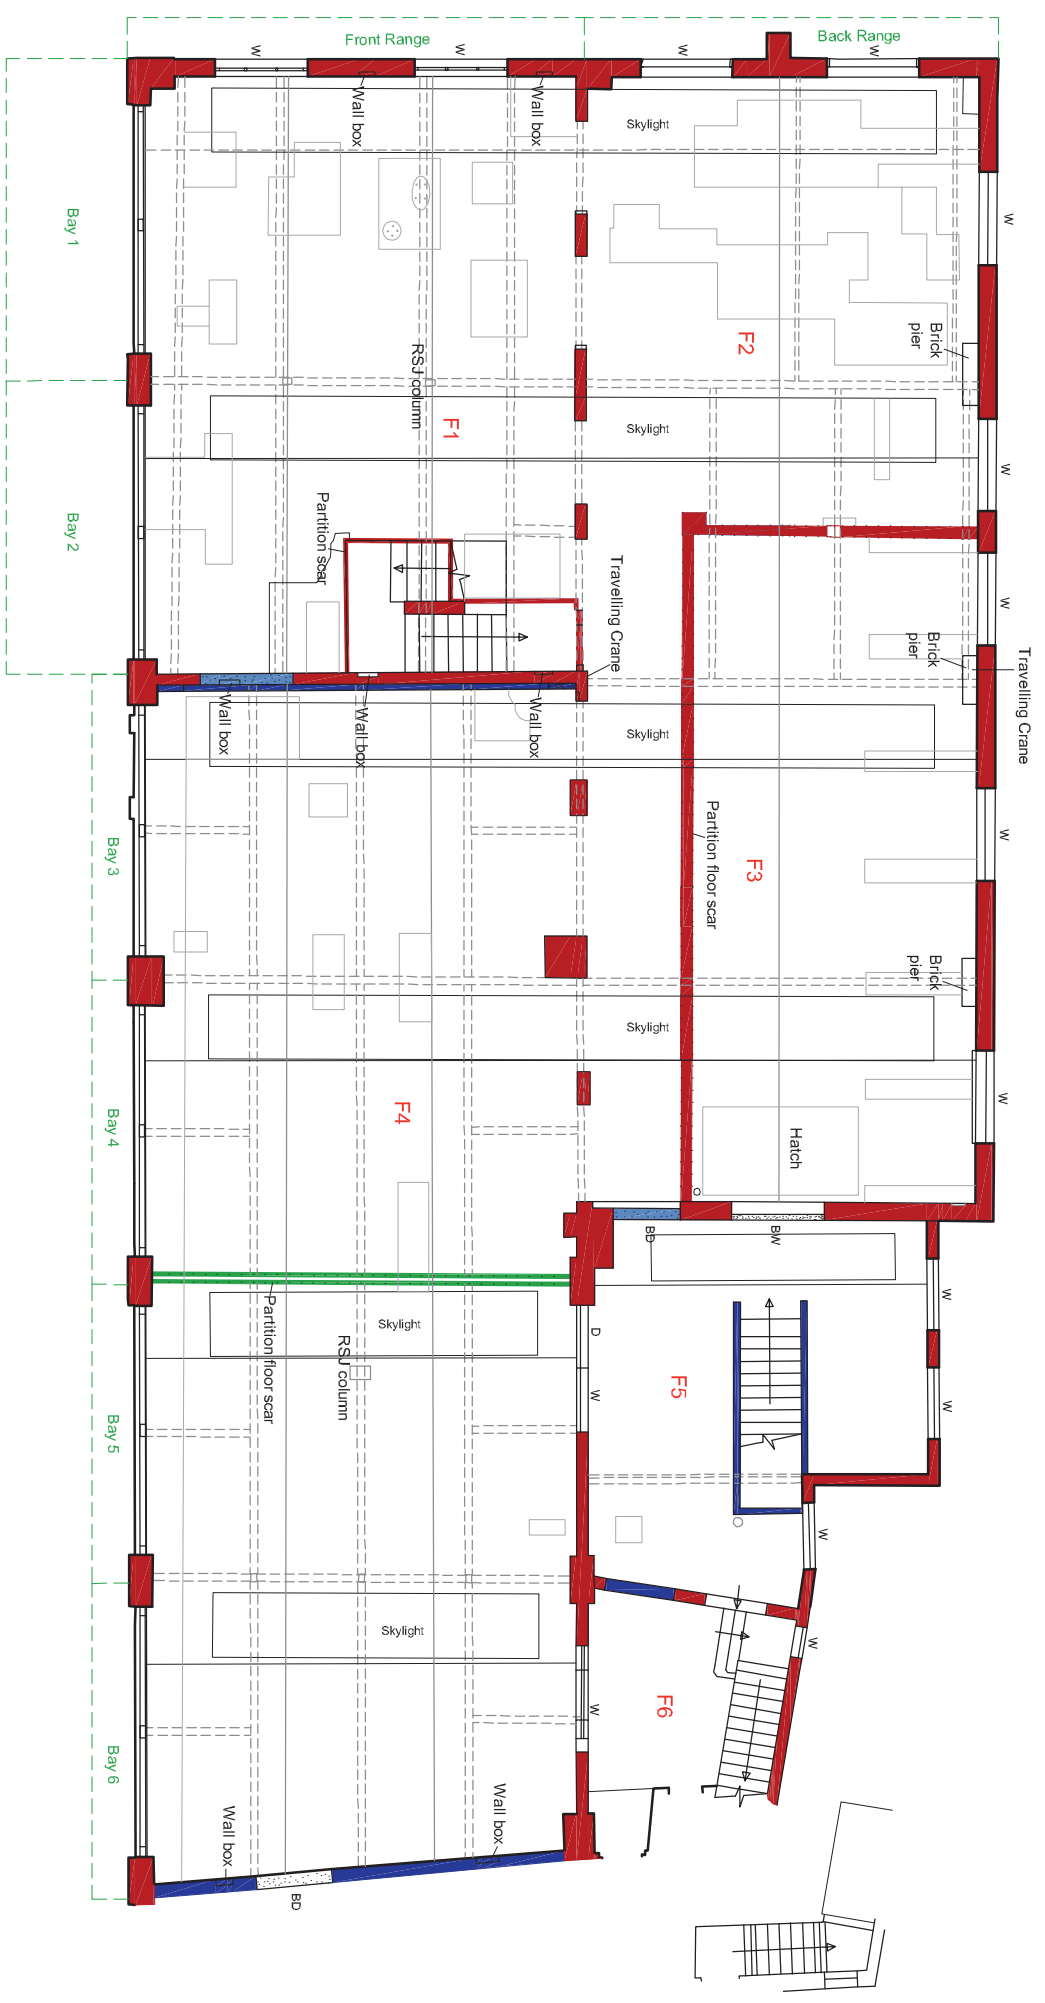 Front Range
Back Range
W
W
W
W
Wall box
Wall box
Skylight
Bay 1
W
F2
Brick
pier
RSJ column
F1
Skylight
W
Bay 2
Partition scar
Travelling Crane
W
Brick
pier
Travelling Crane
Wall box
Wall box
Wall box
Skylight
Bay 3
Partition floor scar
F3
W
Brick
pier
Skylight
Bay 4
F4
Hatch
W
BD
BW
Partition floor scar
Skylight
RSJ column
D
W
F5
W
W
Bay 5
W
Skylight
W
W
F6
Bay 6
Wall box
Wall box
BD